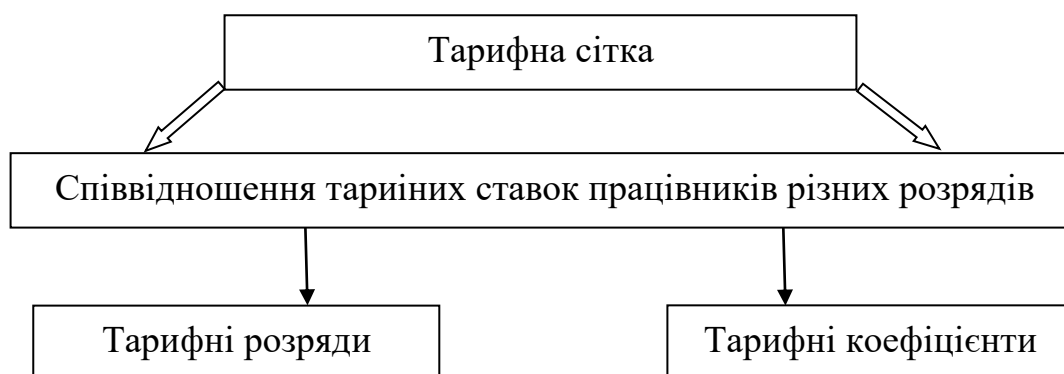 Тарифна сітка
Співвідношення тариіних ставок працівників різних розрядів
Тарифні розряди
Тарифні коефіцієнти